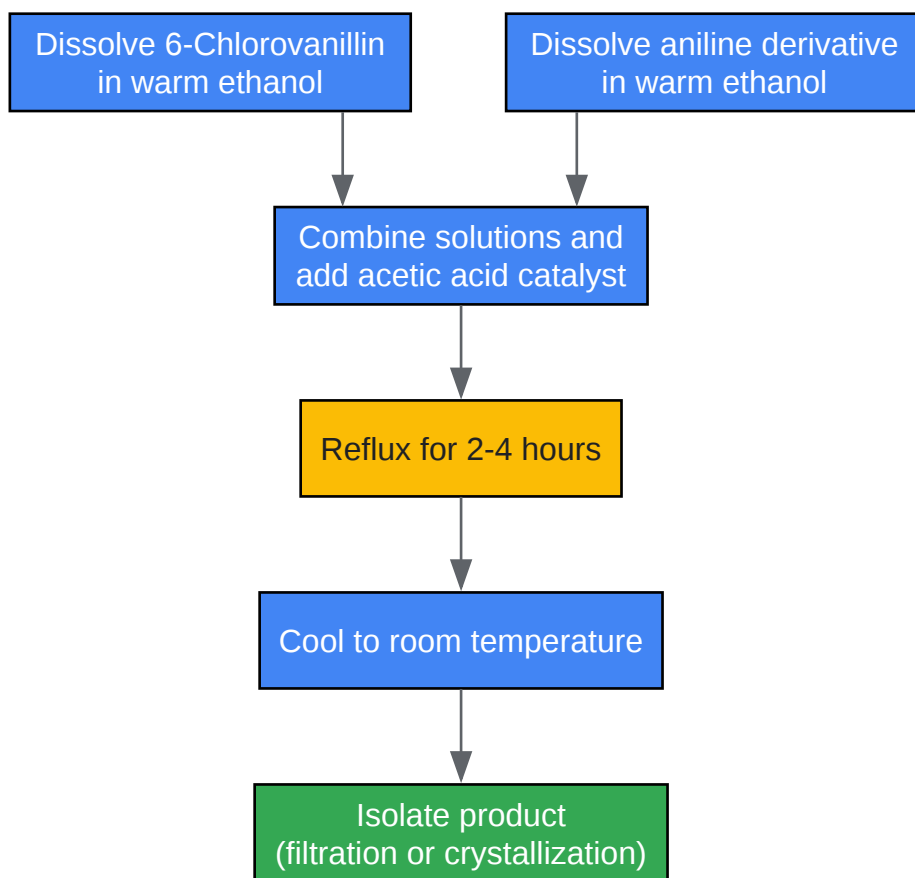 Dissolve 6-Chlorovanillin
in warm ethanol
Dissolve aniline derivative
in warm ethanol
Combine solutions and
add acetic acid catalyst
Reflux for 2-4 hours
Cool to room temperature
Isolate product
(filtration or crystallization)